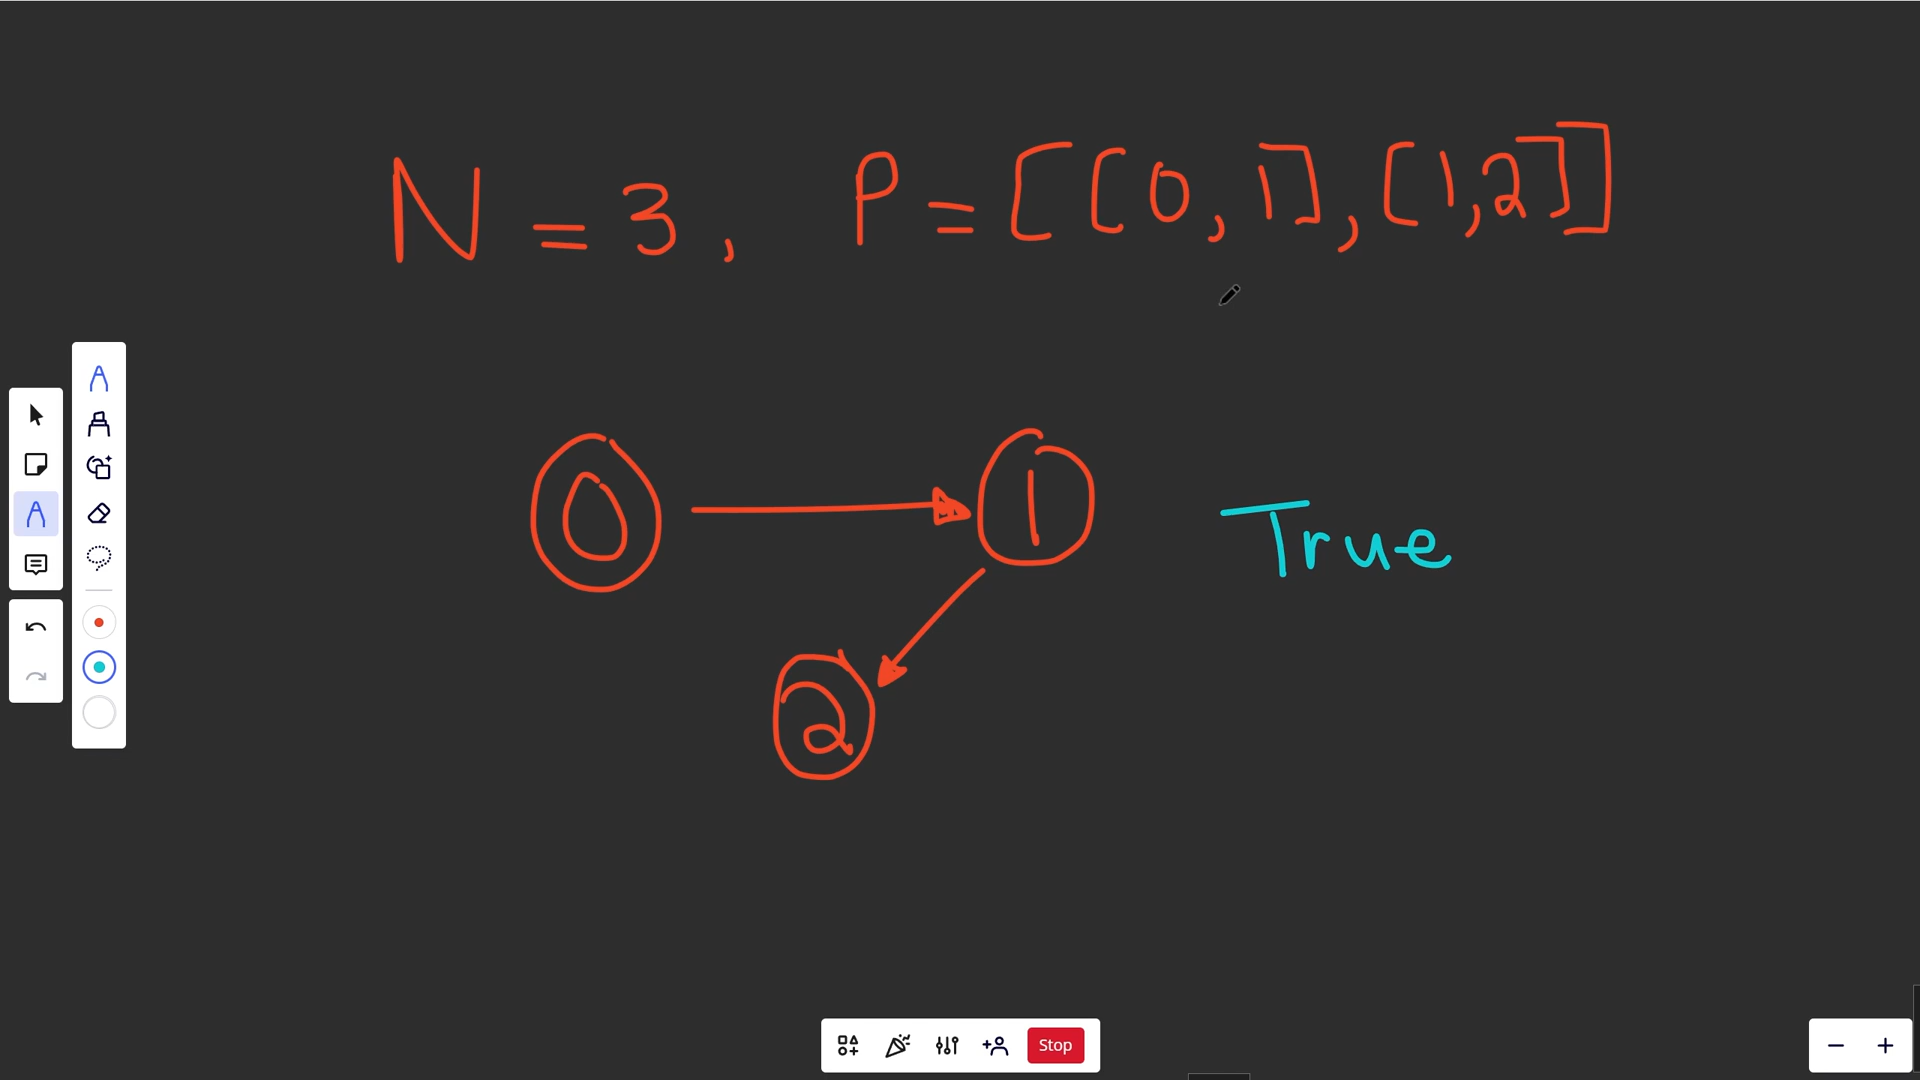 N = 3, P = [[0,1],[1,2]]
0 1 True
2
Stop